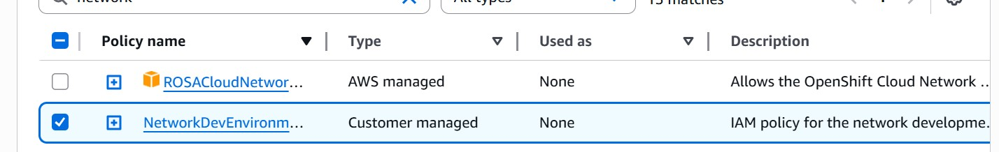 network All types 15 matches
Policy name Type Used as Description
ROSACloudNetwor... AWS managed None Allows the OpenShift Cloud Network ..
NetworkDevEnvironm... Customer managed None IAM policy for the network developme.